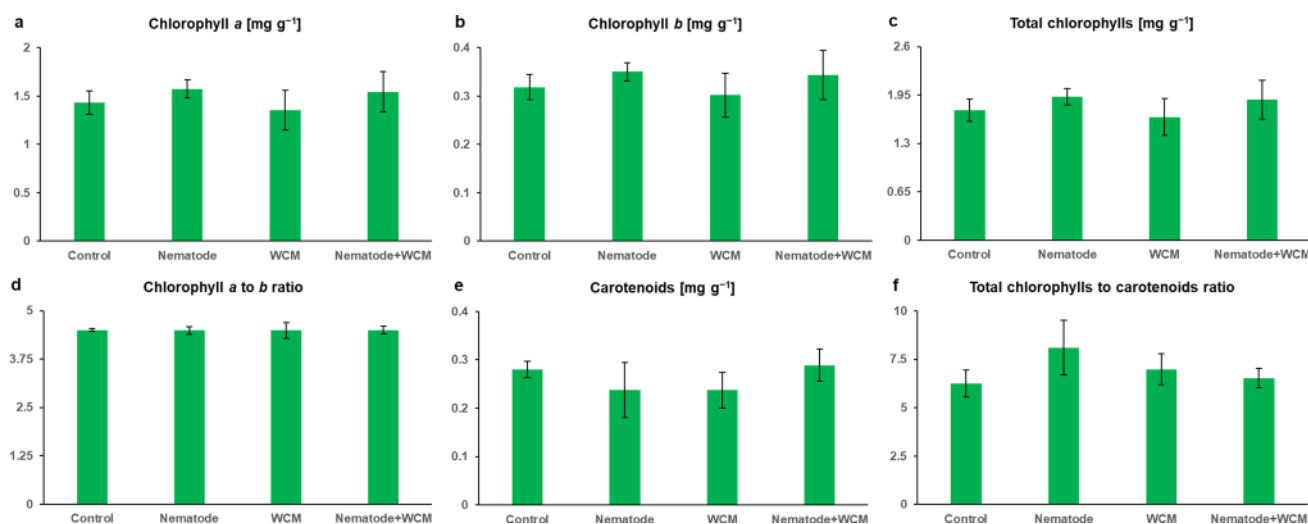 a Chlorophyll a [mg g⁻¹]
2
1.5
1
0.5
0
Control Nematode WCM Nematode+WCM
b Chlorophyll b [mg g⁻¹]
0.4
0.3
0.2
0.1
0
Control Nematode WCM Nematode+WCM
c Total chlorophylls [mg g⁻¹]
2.6
1.95
1.3
0.65
0
Control Nematode WCM Nematode+WCM
d Chlorophyll a to b ratio
5
3.75
2.5
1.25
0
Control Nematode WCM Nematode+WCM
e Carotenoids [mg g⁻¹]
0.4
0.3
0.2
0.1
0
Control Nematode WCM Nematode+WCM
f Total chlorophylls to carotenoids ratio
10
7.5
5
2.5
0
Control Nematode WCM Nematode+WCM